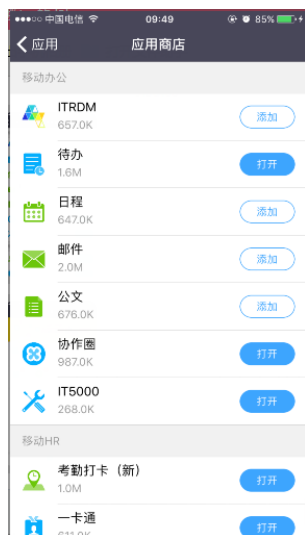 中国电信 09:49 85%
应用 应用商店
移动办公
ITRDM
657.0K
添加
待办
1.6M
打开
日程
647.0K
添加
邮件
2.0M
添加
公文
676.0K
添加
协作圈
987.0K
打开
IT5000
268.0K
打开
移动HR
考勤打卡（新）
1.0M
打开
一卡通
打开